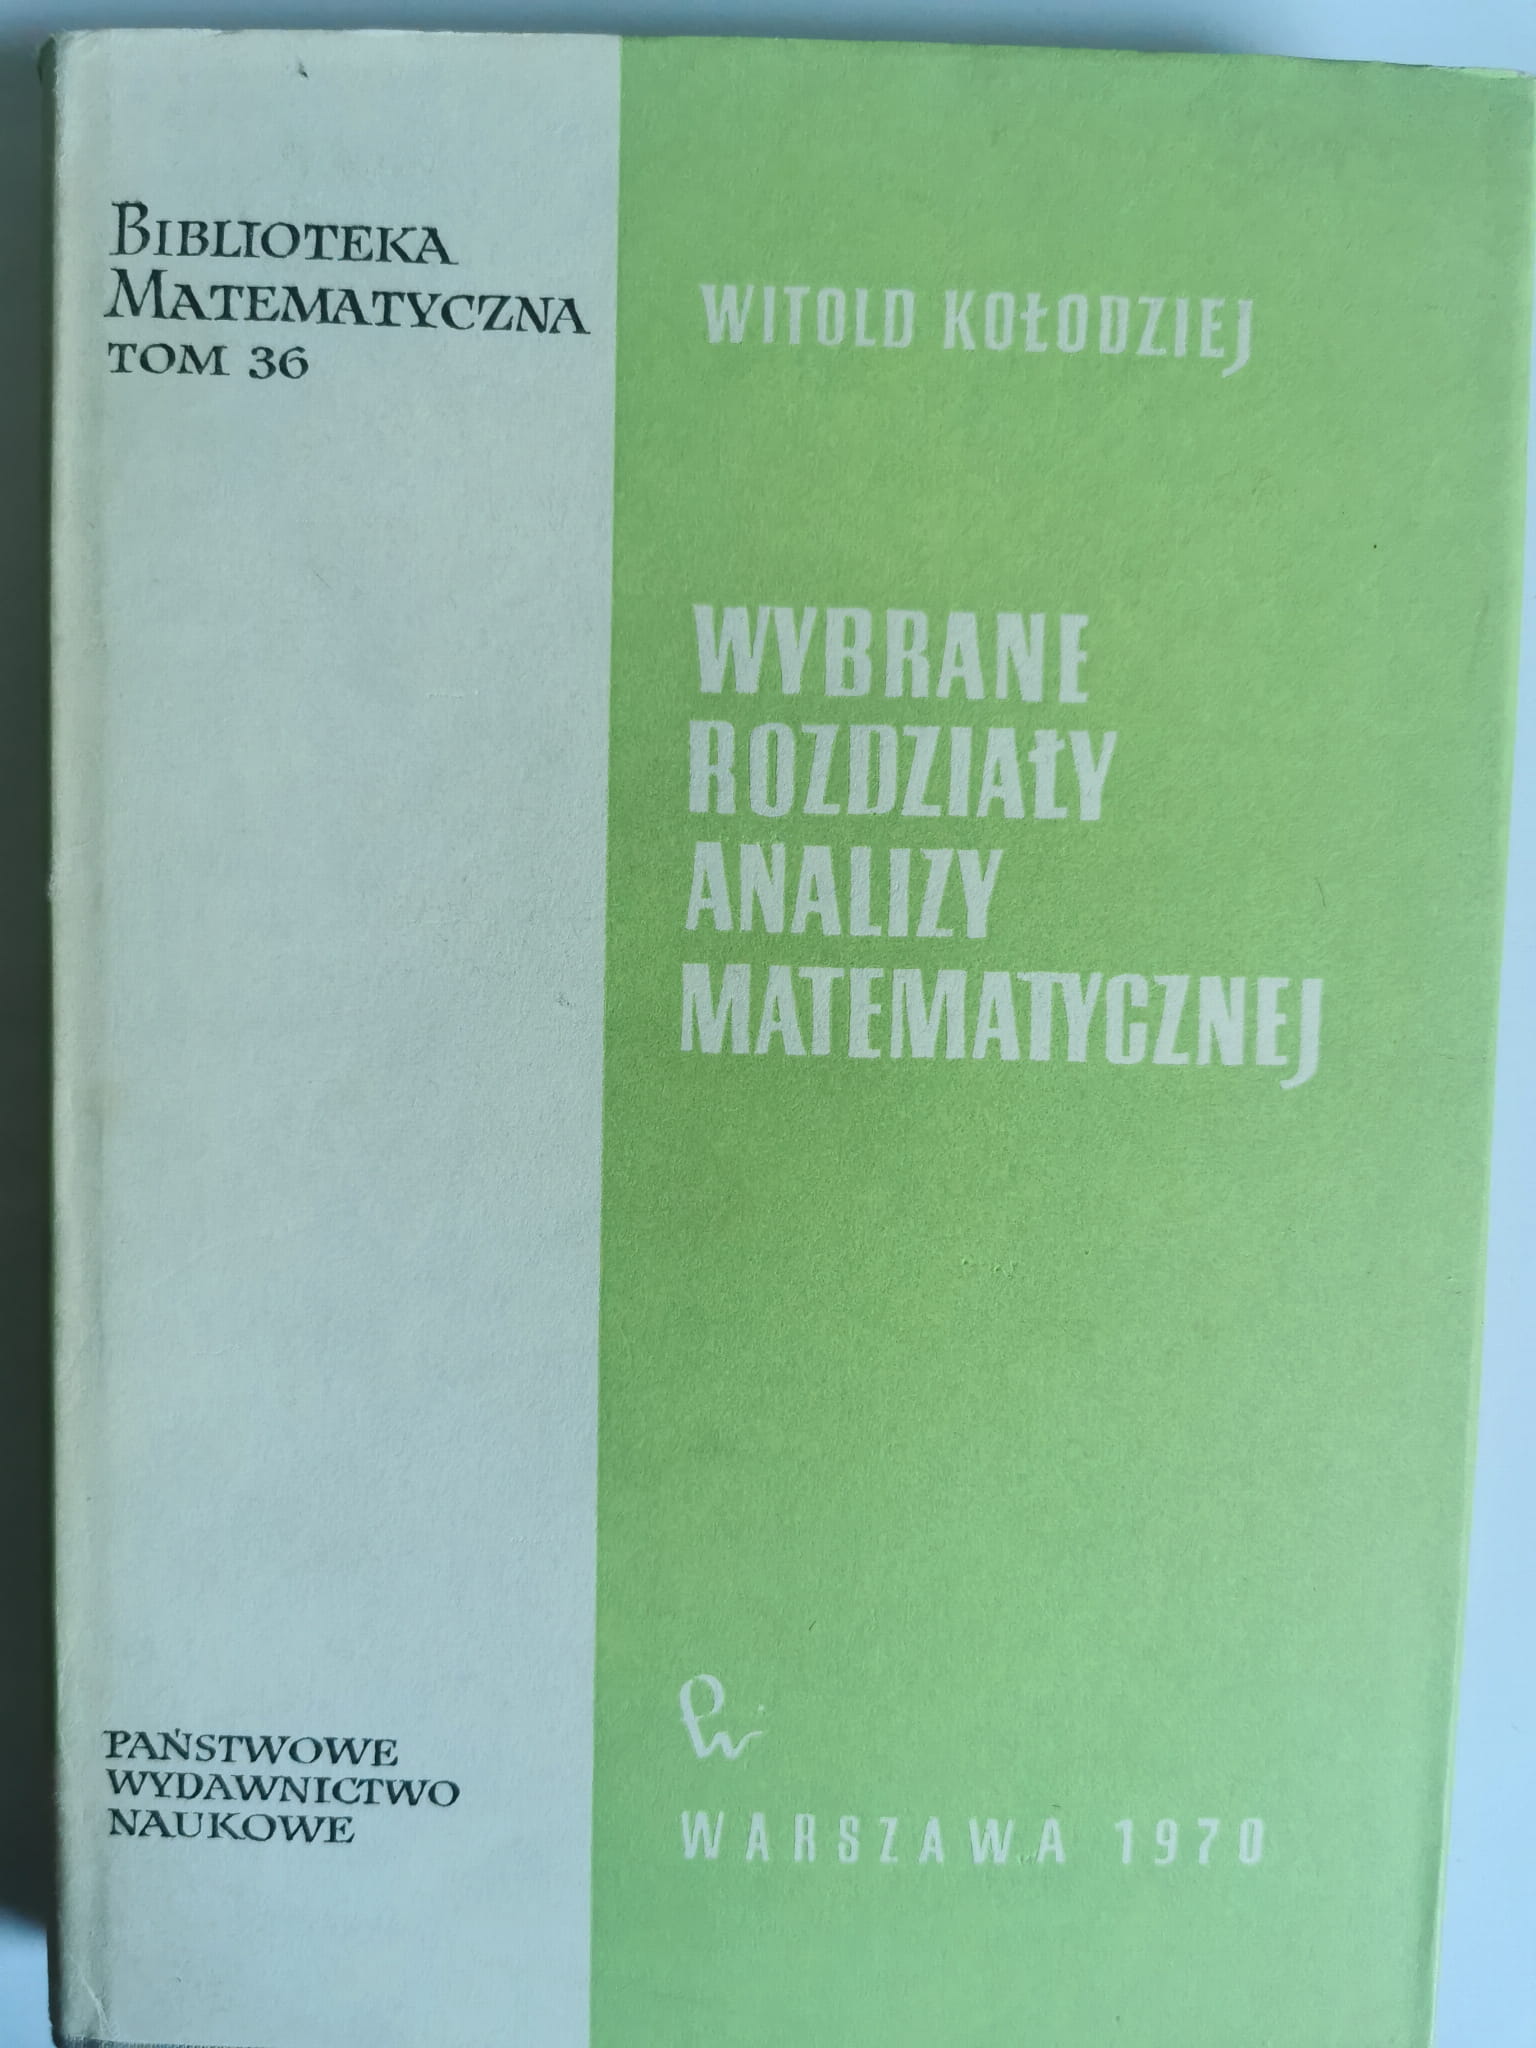 BIBLIOTEKA
MATEMATYCZNA
TOM 36
WITOLD KOŁODZIEJ
WYBRANE
ROZDZIAŁY
ANALIZY
MATEMATYCZNEJ
PAŃSTWOWE
WYDAWNICTWO
NAUKOWE
WARSZAWA 1970